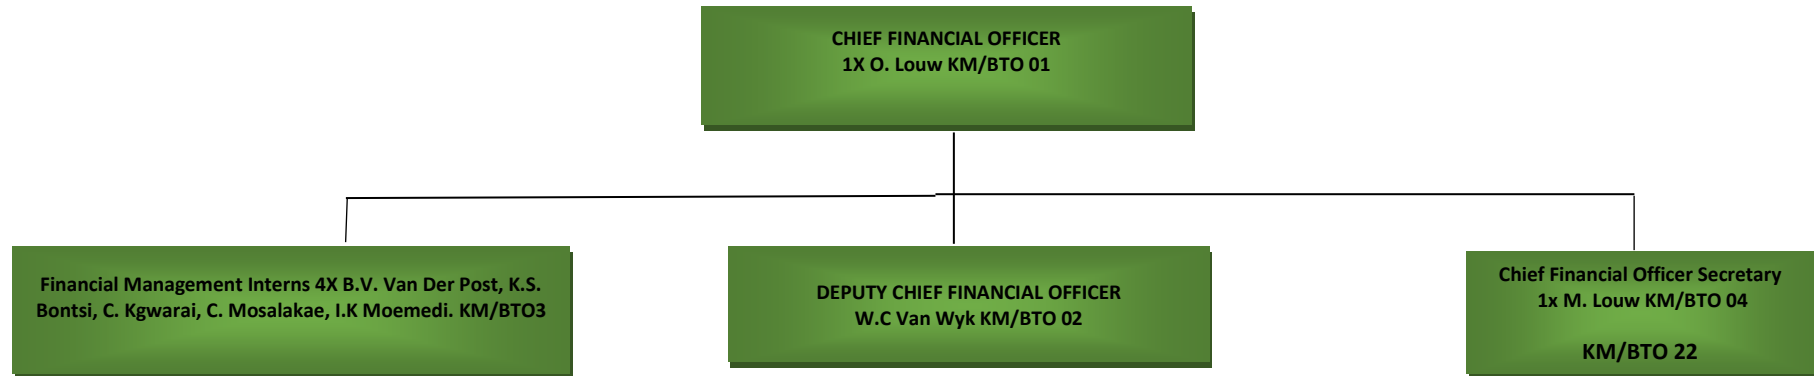 CHIEF FINANCIAL OFFICER
1X O. Louw KM/BTO 01
Financial Management Interns 4X B.V. Van Der Post, K.S.
Bontsi, C. Kgwarai, C. Mosalakae, I.K Moemedi. KM/BTO3
DEPUTY CHIEF FINANCIAL OFFICER
W.C Van Wyk KM/BTO 02
Chief Financial Officer Secretary
1x M. Louw KM/BTO 04
KM/BTO 22